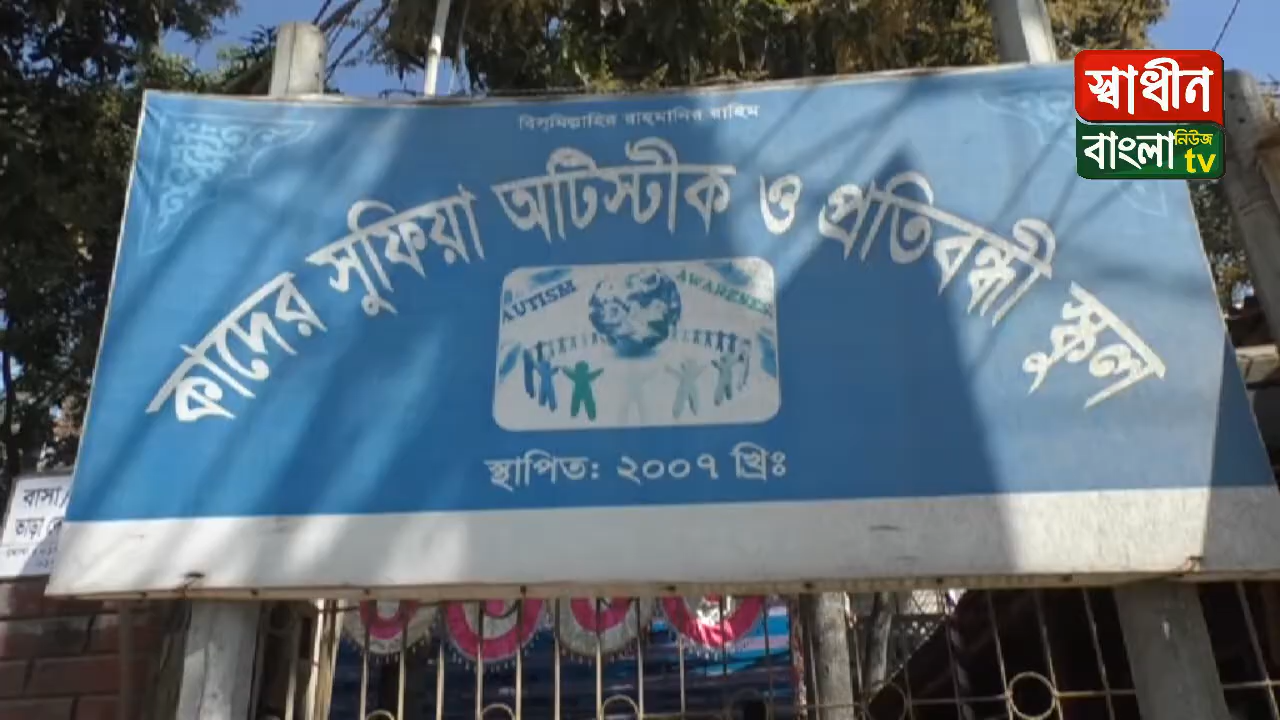 বিসমিল্লাহির রাহমানির রাহিম
কাদের সুফিয়া অটিস্টীক ও প্রতিবন্ধী স্কুল
AUTISM AWARENESS
স্থাপিত: ২০০৭ খ্রিঃ
স্বাধীন
বাংলা নিউজ tv
বাসা
ভাড়া